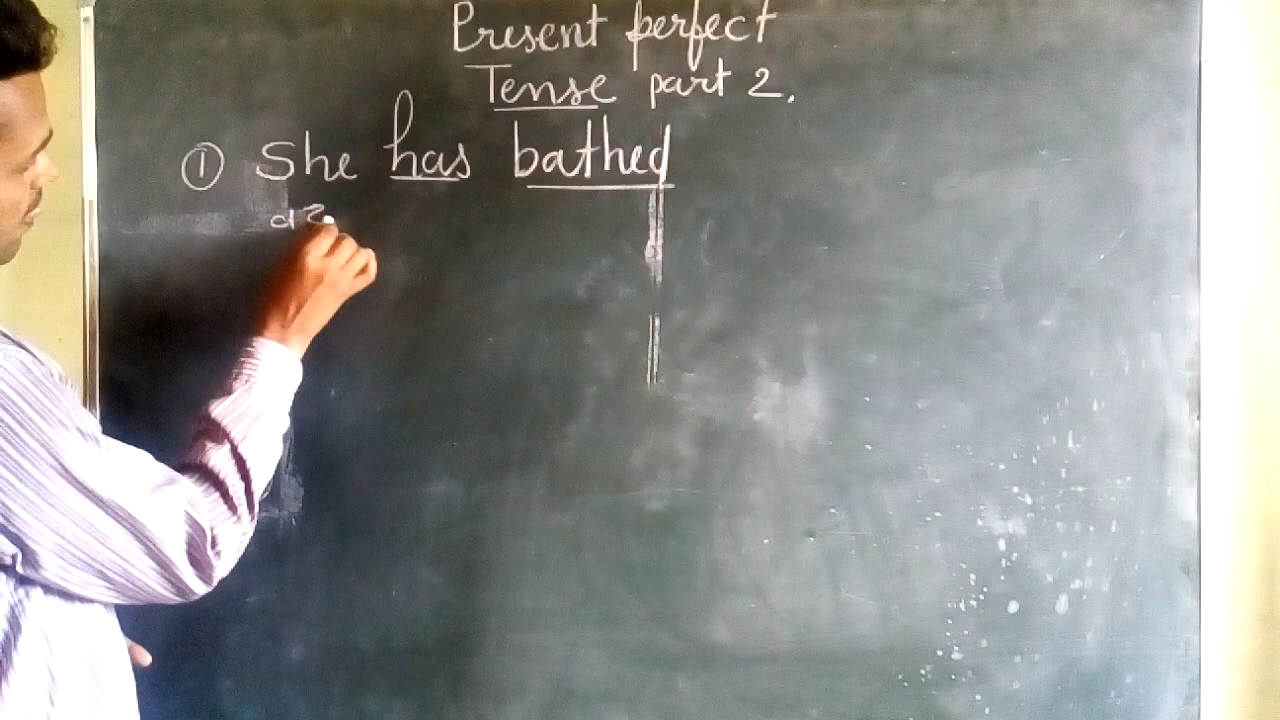 Present perfect
Tense part 2.
① She has bathed